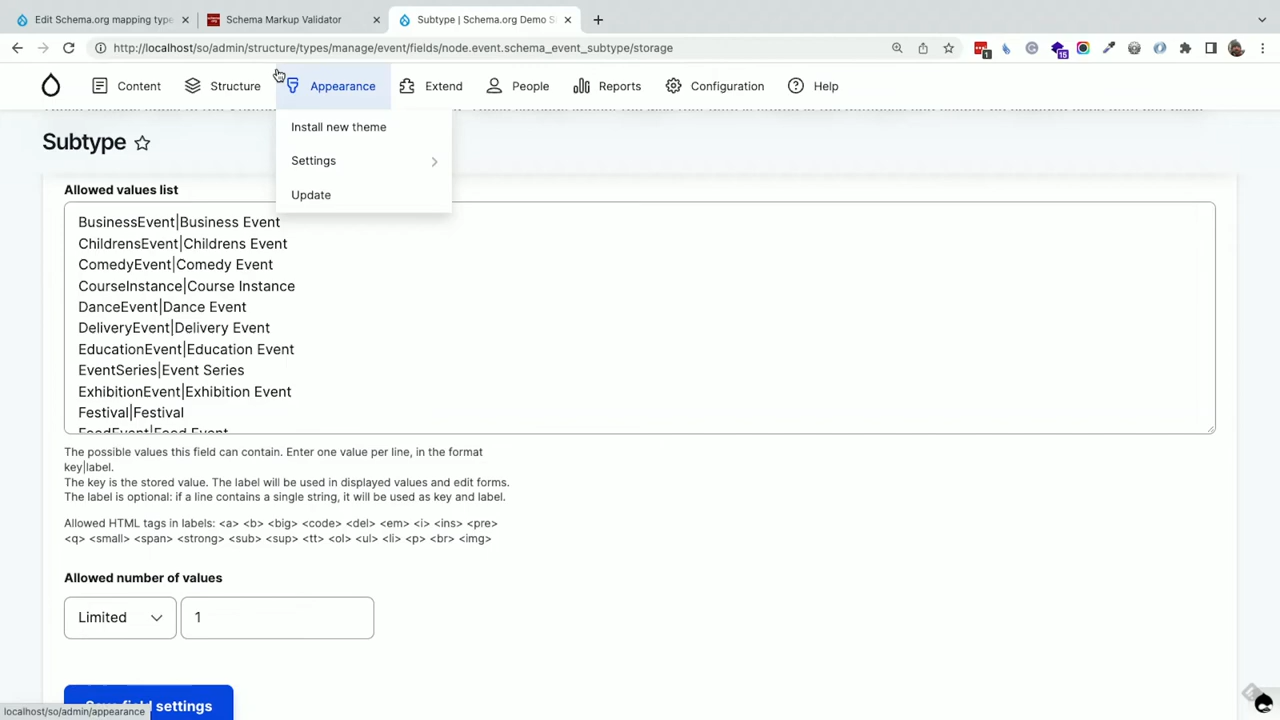 Edit Schema.org mapping type
Schema Markup Validator
Subtype | Schema.org Demo S
http://localhost/so/admin/structure/types/manage/event/fields/node.event.schema_event_subtype/storage
1
15
Content
Structure
Appearance
Extend
People
Reports
Configuration
Help
Install new theme
Settings
Update
Subtype
Allowed values list
BusinessEvent|Business Event
ChildrensEvent|Childrens Event
ComedyEvent|Comedy Event
CourseInstance|Course Instance
DanceEvent|Dance Event
DeliveryEvent|Delivery Event
EducationEvent|Education Event
EventSeries|Event Series
ExhibitionEvent|Exhibition Event
Festival|Festival
FoodEvent|Food Event
The possible values this field can contain. Enter one value per line, in the format
key|label.
The key is the stored value. The label will be used in displayed values and edit forms.
The label is optional: if a line contains a single string, it will be used as key and label.
Allowed HTML tags in labels: <a> <b> <big> <code> <del> <em> <i> <ins> <pre>
<q> <small> <span> <strong> <sub> <sup> <tt> <ol> <ul> <li> <p> <br> <img>
Allowed number of values
Limited
1
Save field settings
localhost/so/admin/appearance